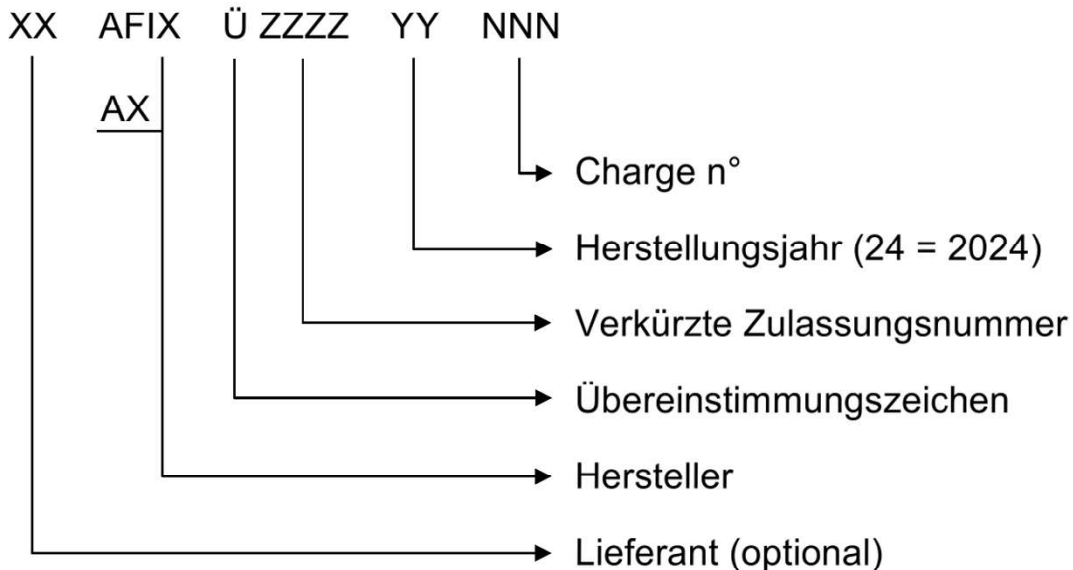 XX AFIX Ü ZZZZ YY NNN
AX
Charge n°
Herstellungsjahr (24 = 2024)
Verkürzte Zulassungsnummer
Übereinstimmungszeichen
Hersteller
Lieferant (optional)